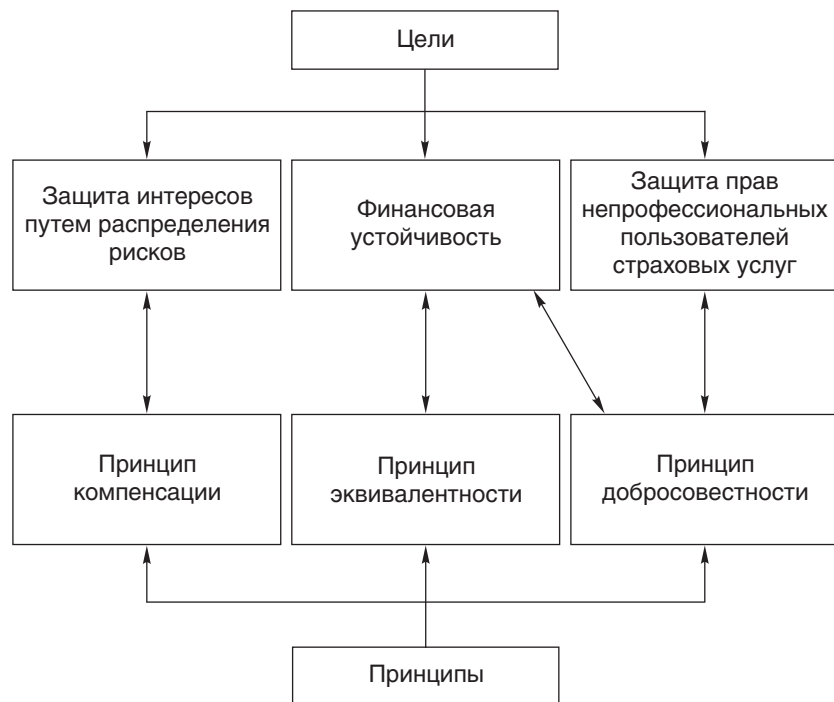 Цели
Защита интересов
путем распределения
рисков
Финансовая
устойчивость
Защита прав
непрофессиональных
пользователей
страховых услуг
Принцип
компенсации
Принцип
эквивалентности
Принцип
добросовестности
Принципы